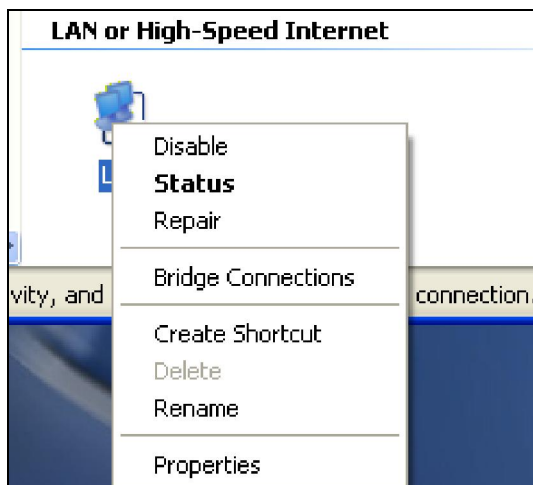 LAN or High-Speed Internet
L
Disable
Status
Repair
Bridge Connections
vity, and
connection.
Create Shortcut
Delete
Rename
Properties